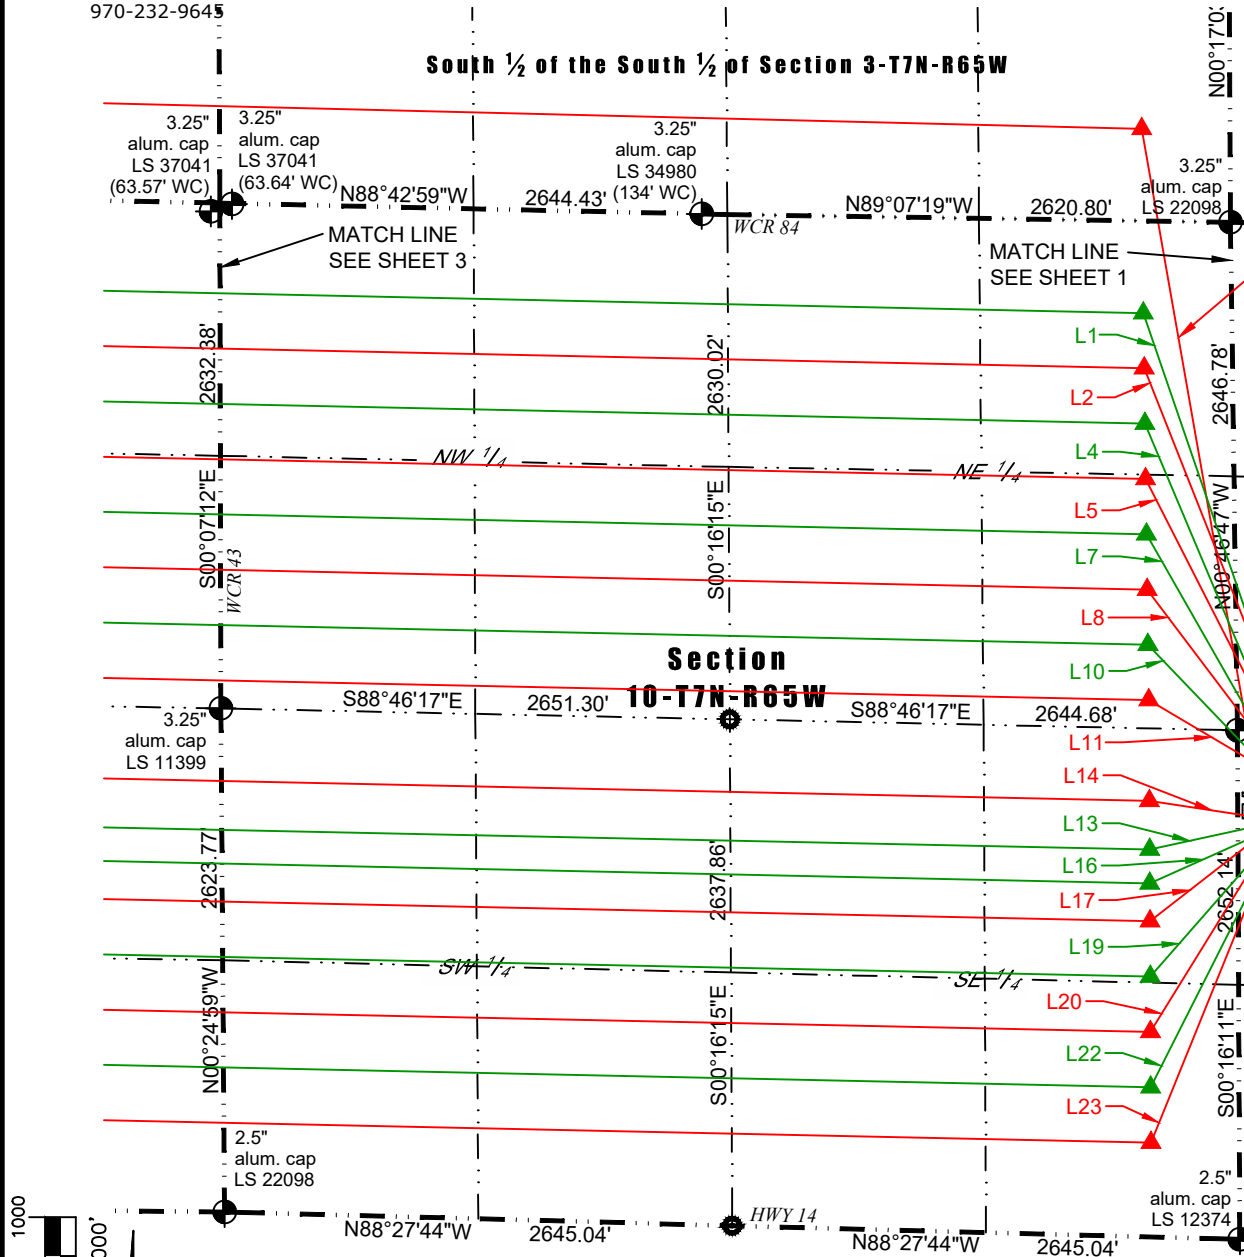 970-232-9645
South ½ of the South ½ of Section 3-T7N-R65W
3.25"
alum. cap
LS 37041
(63.57' WC)
3.25"
alum. cap
LS 37041
(63.64' WC)
3.25"
alum. cap
LS 34980
(134' WC)
3.25"
alum. cap
LS 22098
N88°42'59"W
2644.43'
N89°07'19"W
2620.80'
WCR 84
MATCH LINE
SEE SHEET 3
MATCH LINE
SEE SHEET 1
2632.38'
2630.02'
2646.78'
L1
L2
L4
L5
L7
L8
L10
L11
L14
L13
L16
L17
L19
L20
L22
L23
NW 1/4
NE 1/4
S00°07'12"E
WCR 43
S00°16'15"E
N00°46'47"W
Section
10-T7N-R65W
S88°46'17"E
2651.30'
S88°46'17"E
2644.68'
3.25"
alum. cap
LS 11399
2623.77'
2637.86'
2652.14'
SW 1/4
SE 1/4
N00°24'59"W
S00°16'15"E
S00°16'11"E
2.5"
alum. cap
LS 22098
2.5"
alum. cap
LS 12374
N88°27'44"W
2645.04'
HWY 14
N88°27'44"W
2645.04'
1000
000'
N00°17'0